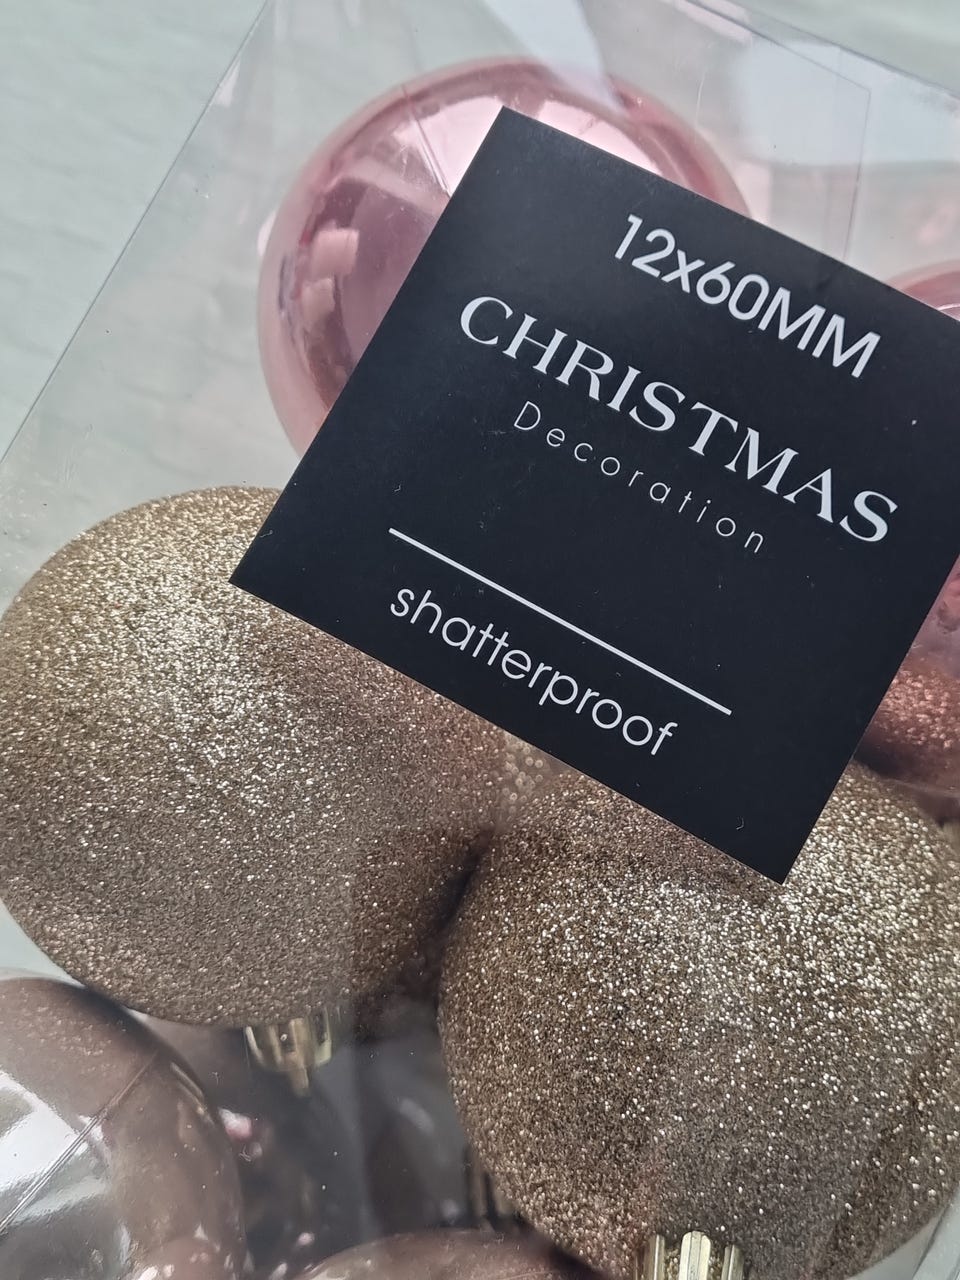 12x60MM
CHRISTMAS
Decoration
shatterproof